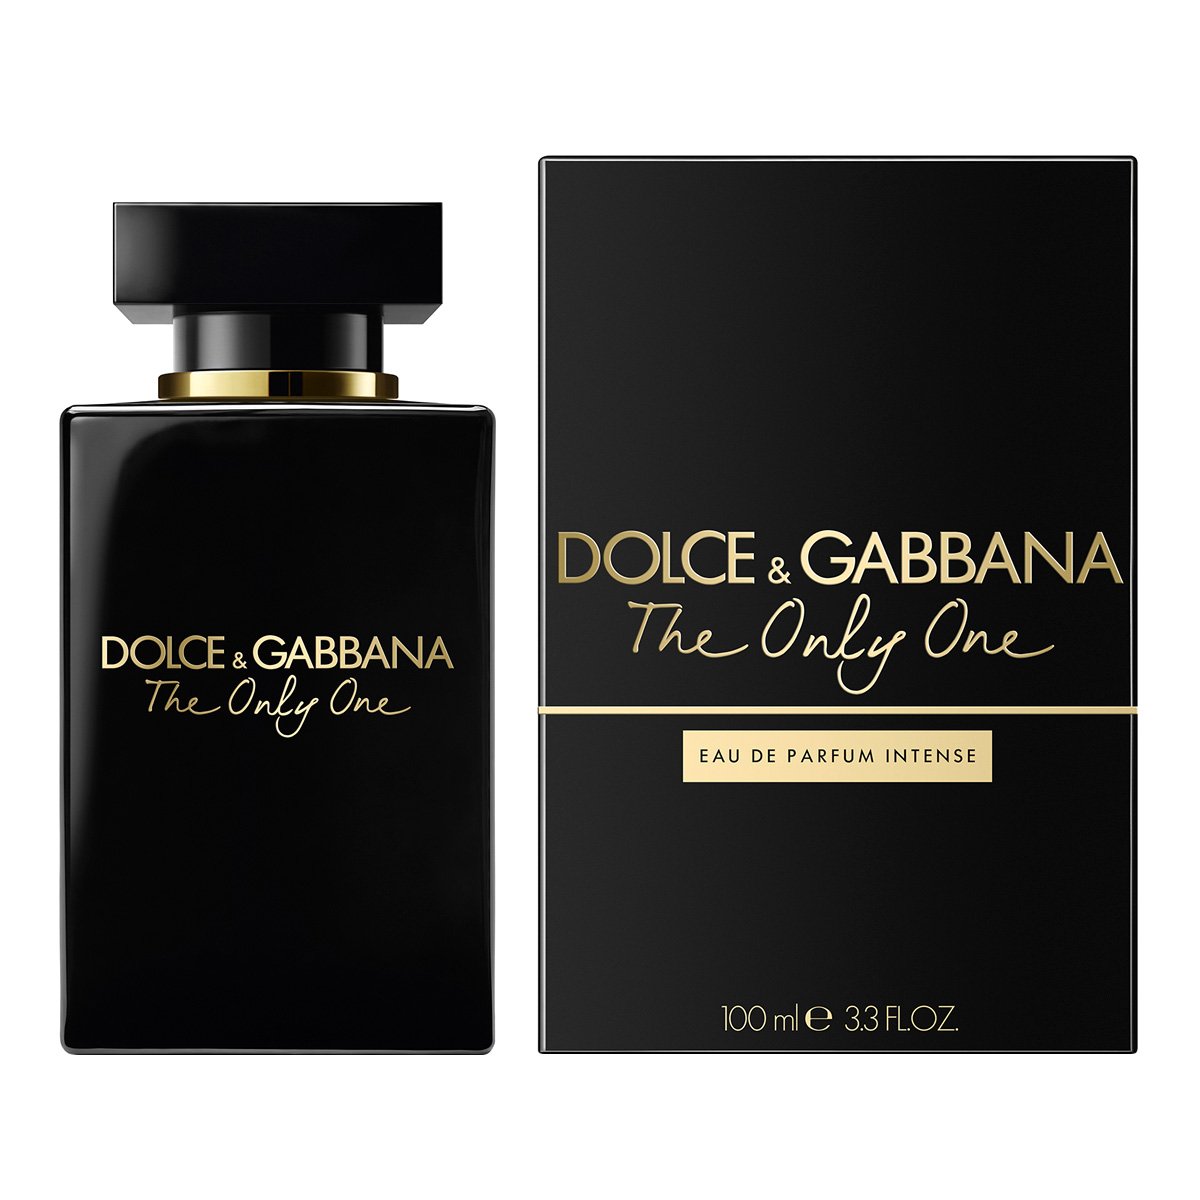 DOLCE & GABBANA
The Only One
DOLCE & GABBANA
The Only One
EAU DE PARFUM INTENSE
100 ml ℮ 3.3 FL.OZ.